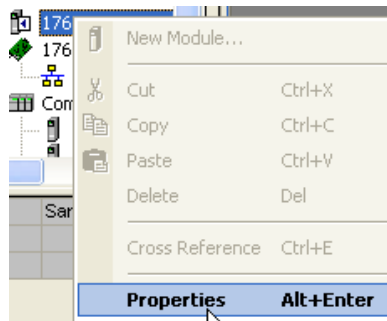 176
New Module...
176
Cut Ctrl+X
Com
Copy Ctrl+C
Paste Ctrl+V
Delete Del
Sar
Cross Reference Ctrl+E
Properties Alt+Enter